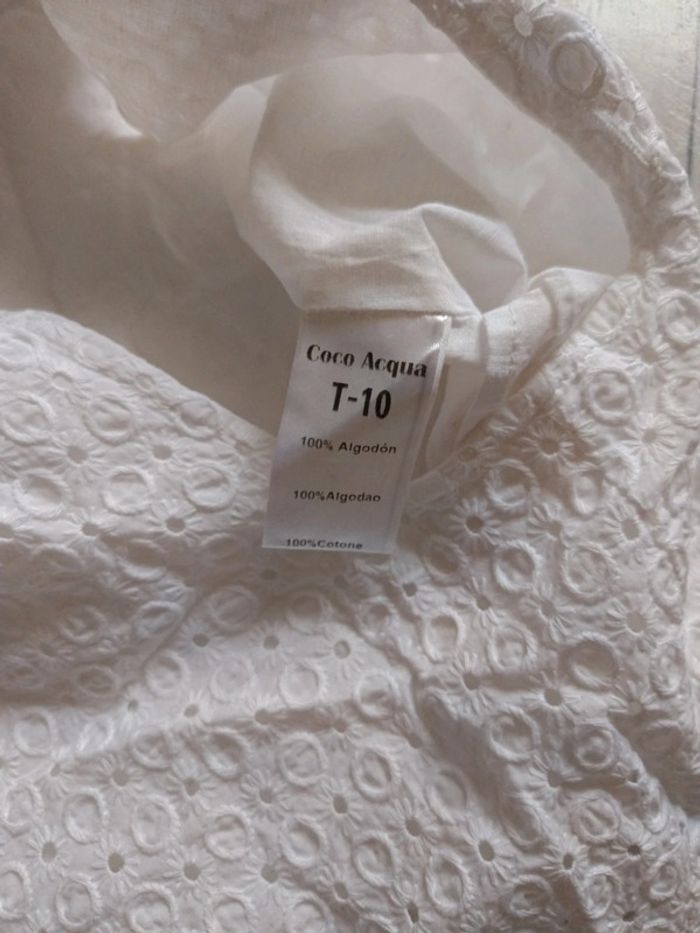 Coco Acqua
T-10
100% Algodón
100%Algodao
100%Cotone